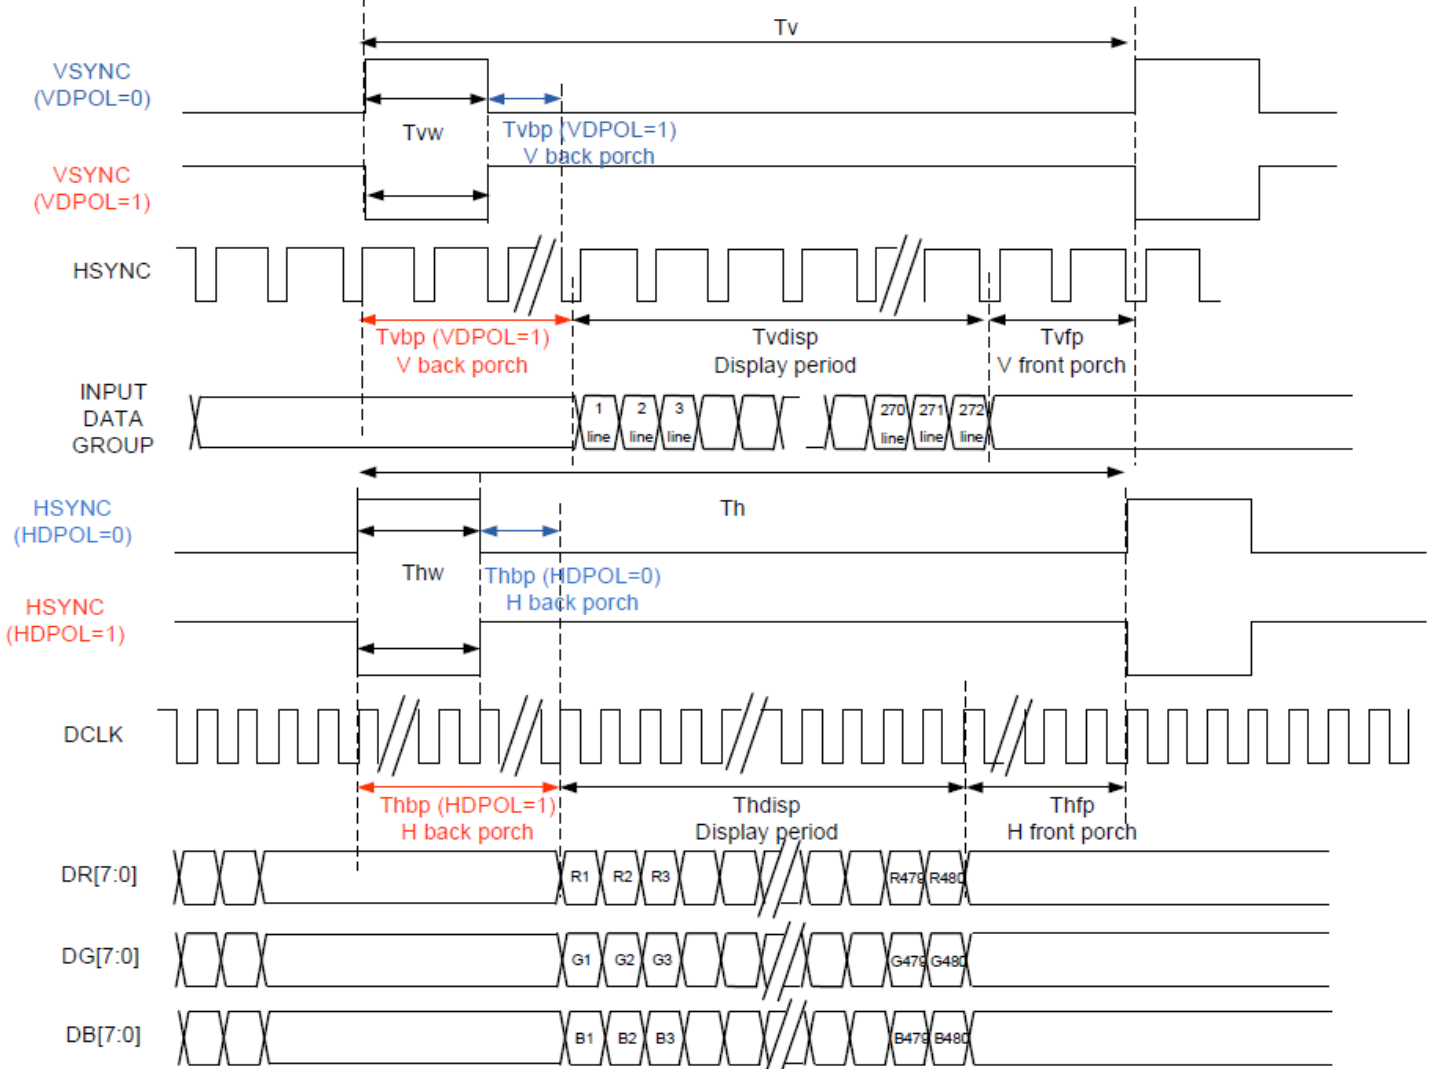 Tv
VSYNC
(VDPOL=0)
Tvw
Tvbp (VDPOL=1)
V back porch
VSYNC
(VDPOL=1)
HSYNC
Tvbp (VDPOL=1)
V back porch
Tvdisp
Display period
Tvfp
V front porch
INPUT
DATA
GROUP
1
line
2
line
3
line
270
line
271
line
272
line
HSYNC
(HDPOL=0)
Th
Thw
Thbp (HDPOL=0)
H back porch
HSYNC
(HDPOL=1)
DCLK
Thbp (HDPOL=1)
H back porch
Thdisp
Display period
Thfp
H front porch
DR[7:0]
R1
R2
R3
R479
R480
DG[7:0]
G1
G2
G3
G479
G480
DB[7:0]
B1
B2
B3
B479
B480